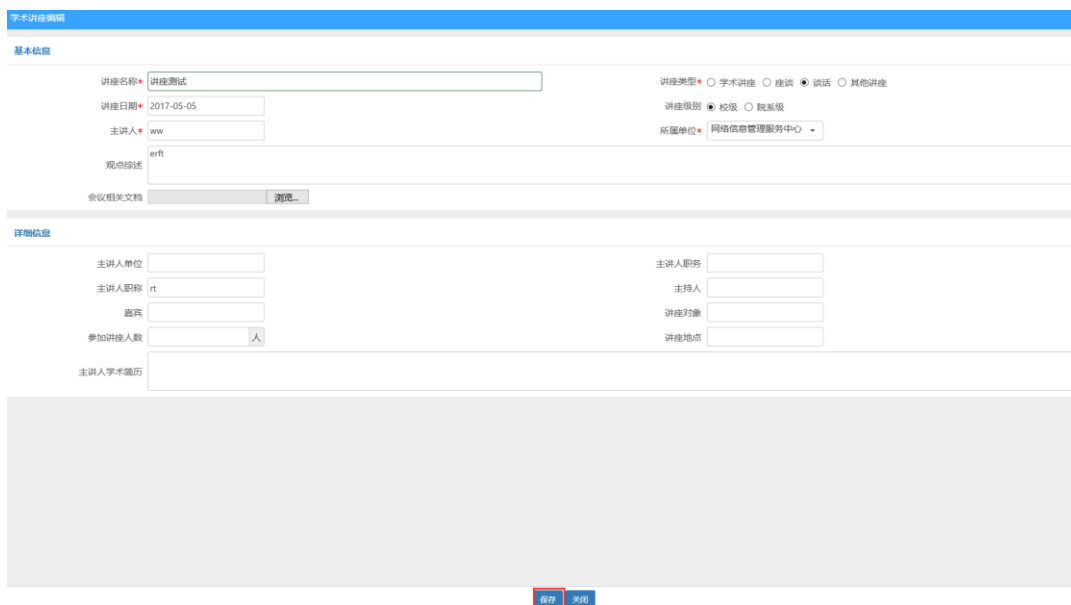 学术讲座编辑
基本信息
讲座名称* 讲座测试 讲座类型* 学术讲座 座谈 谈话 其他讲座
讲座日期* 2017-05-05 讲座级别 校级 院系级
主讲人* ww 所属单位* 网络信息管理服务中心
观点综述 erft
会议相关文档 浏览...
详细信息
主讲人单位 主讲人职务
主讲人职称 rt 主持人
嘉宾 讲座对象
参加讲座人数 人 讲座地点
主讲人学术简历
保存 关闭